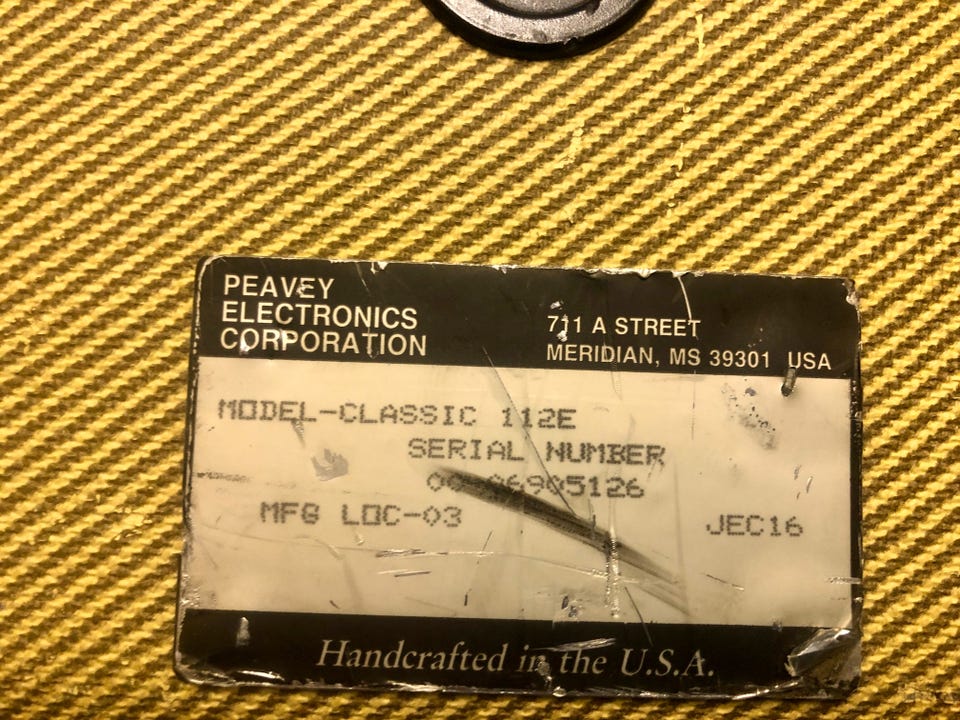 PEAVEY
ELECTRONICS
CORPORATION
711 A STREET
MERIDIAN, MS 39301 USA
MODEL-CLASSIC 112E
SERIAL NUMBER
06905126
MFG LOC-03
JEC16
Handcrafted in the U.S.A.